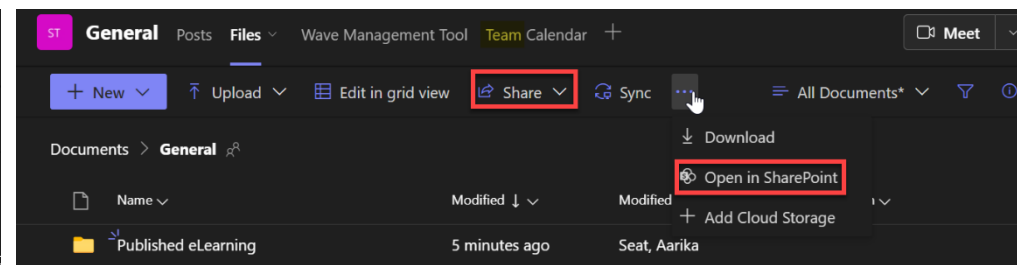 ST General Posts Files Wave Management Tool Team Calendar Meet
New Upload Edit in grid view Share Sync ... All Documents*
Download
Documents > General
Open in SharePoint
Name Modified Modified
Add Cloud Storage
Published eLearning 5 minutes ago Seat, Aarika